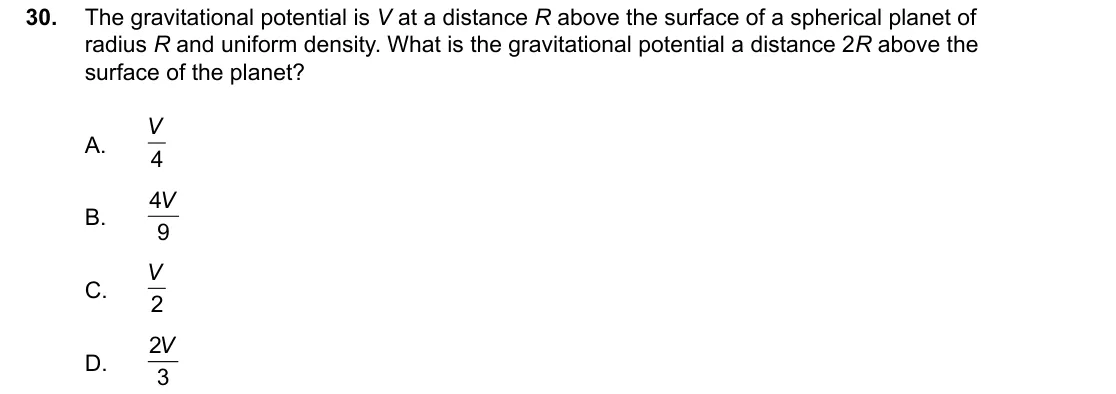 30. The gravitational potential is V at a distance R above the surface of a spherical planet of
radius R and uniform density. What is the gravitational potential a distance 2R above the
surface of the planet?
A. V/4
B. 4V/9
C. V/2
D. 2V/3